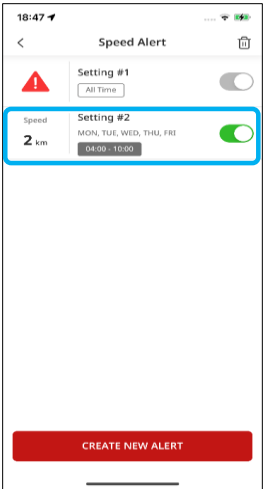 18:47
Speed Alert
Setting #1
All Time
Speed
2 km
Setting #2
MON, TUE, WED, THU, FRI
04:00 - 10:00
CREATE NEW ALERT